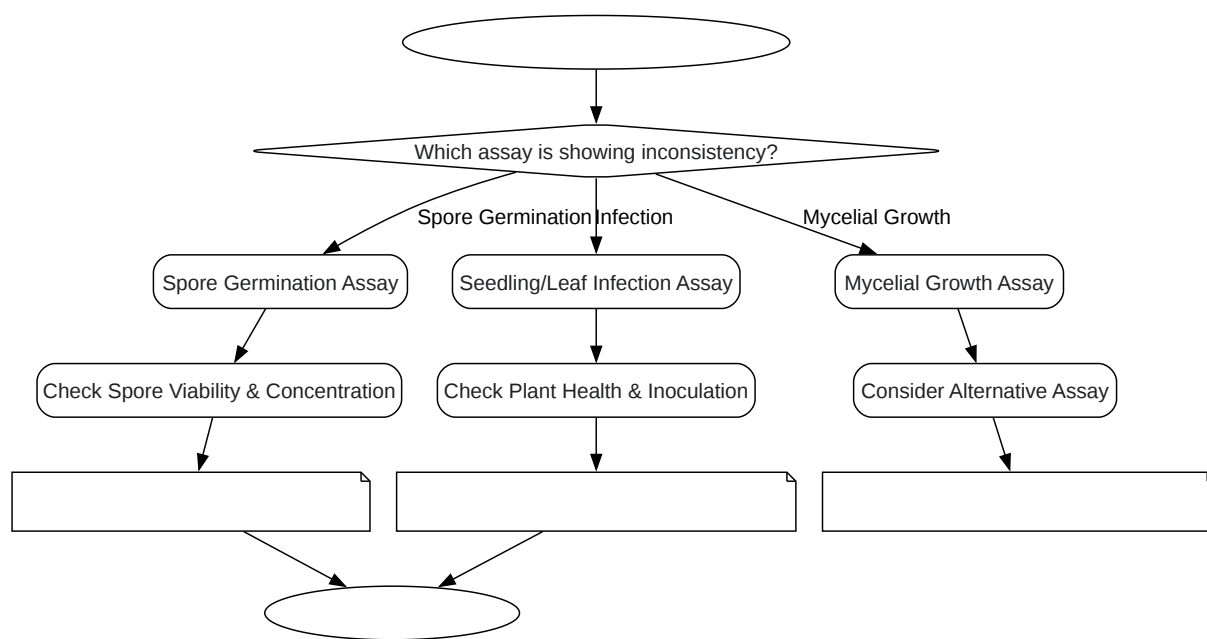 Which assay is showing inconsistency?
Spore Germination
Infection
Mycelial Growth
Spore Germination Assay
Seedling/Leaf Infection Assay
Mycelial Growth Assay
Check Spore Viability & Concentration
Check Plant Health & Inoculation
Consider Alternative Assay